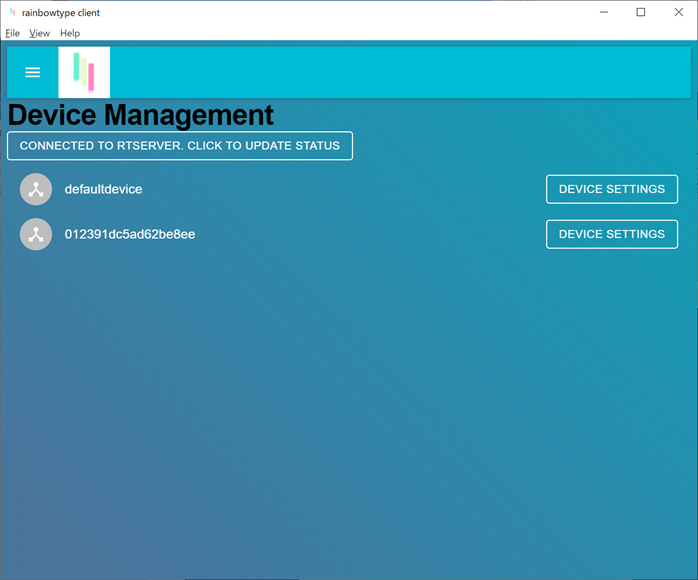 rainbowtype client
File View Help
Device Management
CONNECTED TO RTSERVER. CLICK TO UPDATE STATUS
defaultdevice DEVICE SETTINGS
012391dc5ad62be8ee DEVICE SETTINGS